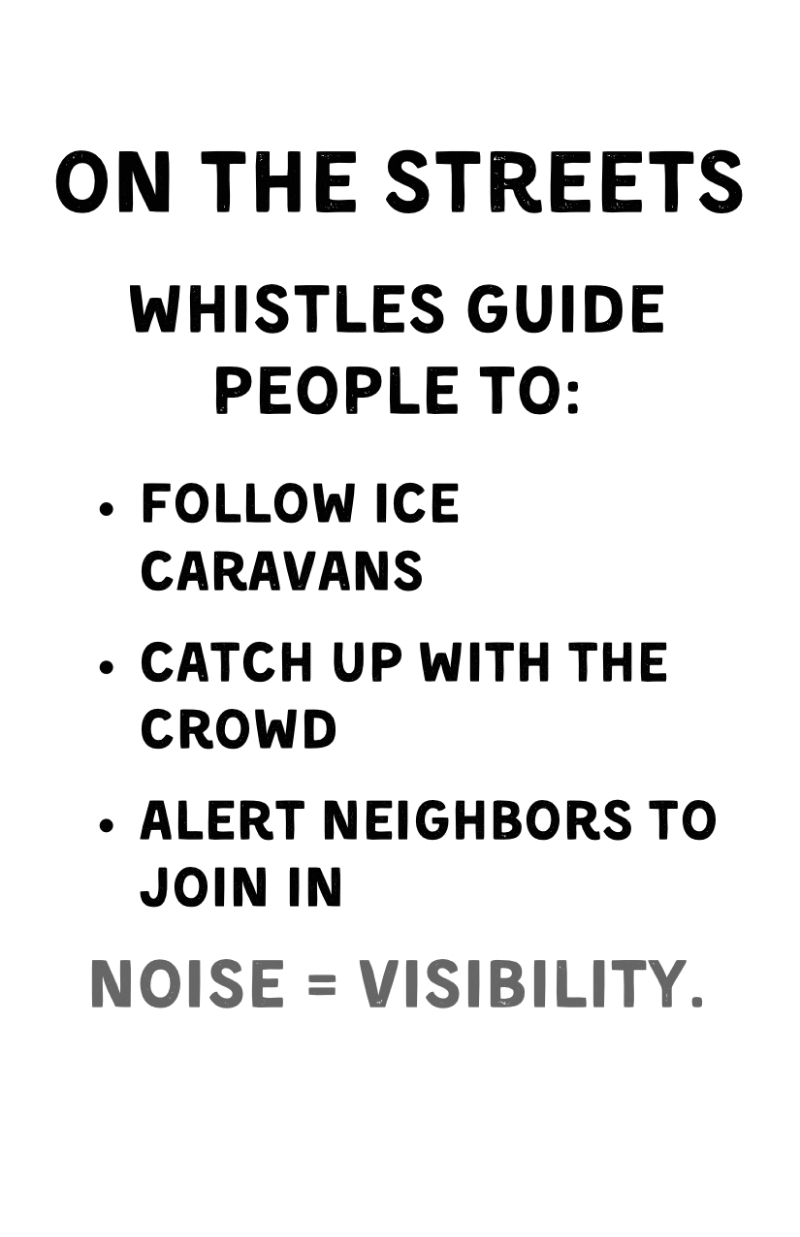 ON THE STREETS
WHISTLES GUIDE
PEOPLE TO:
• FOLLOW ICE
CARAVANS
• CATCH UP WITH THE
CROWD
• ALERT NEIGHBORS TO
JOIN IN
NOISE = VISIBILITY.